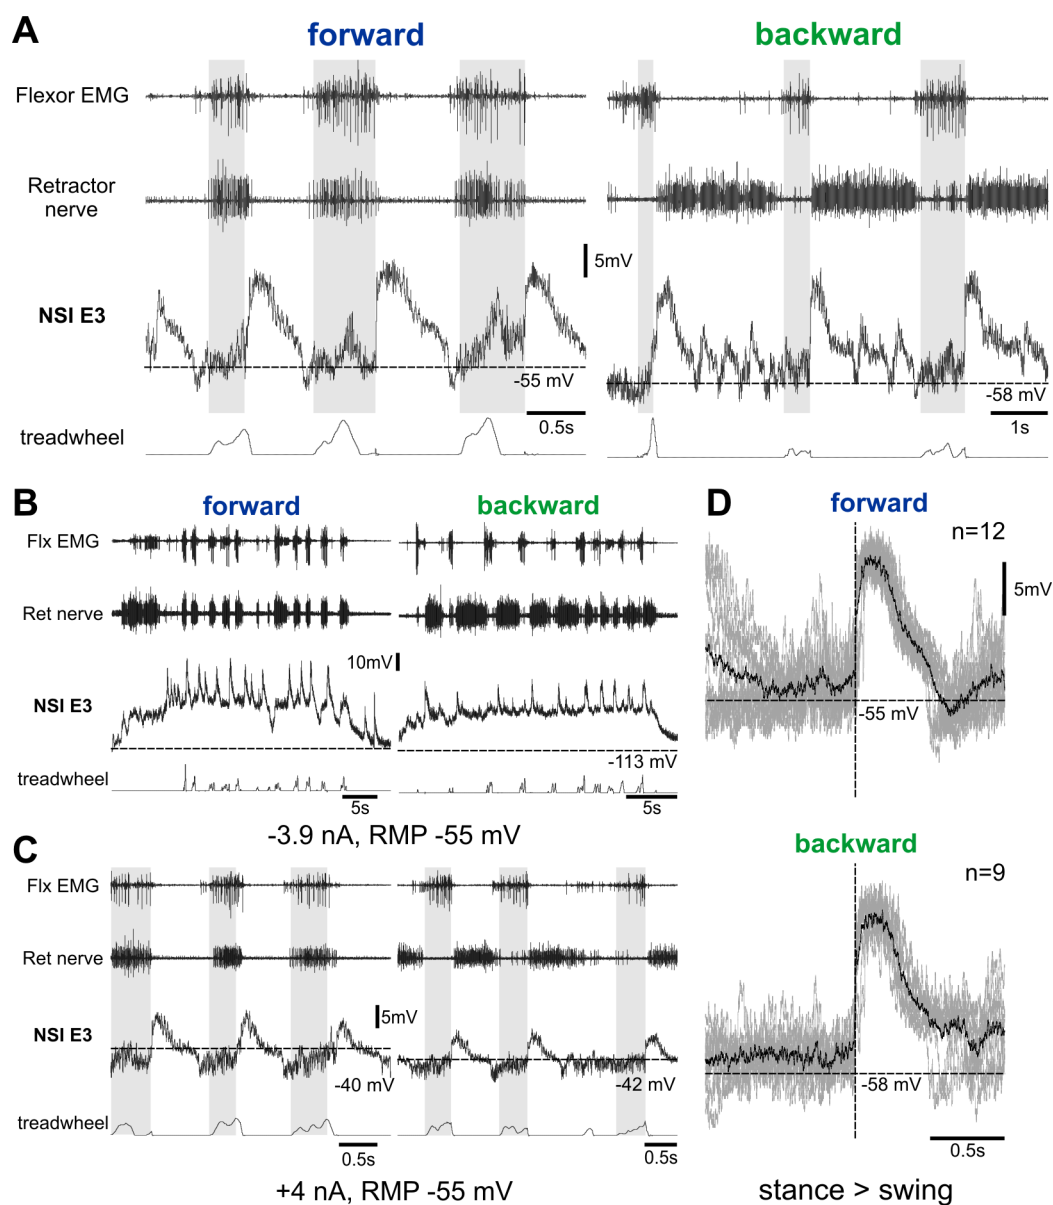 A
forward
backward
Flexor EMG
Retractor
nerve
5mV
NSI E3
-55 mV
-58 mV
treadwheel
0.5s
1s
B
forward
backward
Flx EMG
Ret nerve
10mV
NSI E3
-113 mV
treadwheel
5s
5s
-3.9 nA, RMP -55 mV
C
Flx EMG
Ret nerve
5mV
NSI E3
-40 mV
-42 mV
treadwheel
0.5s
0.5s
+4 nA, RMP -55 mV
D
forward
n=12
5mV
-55 mV
backward
n=9
-58 mV
0.5s
stance > swing